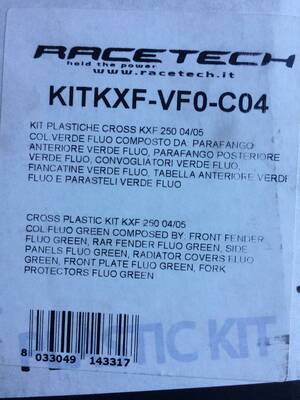 RACETECH
hold the power
www.racetech.it
KITKXF-VF0-C04
KIT PLASTICHE CROSS KXF 250 04/05
COL.VERDE FLUO COMPOSTO DA: PARAFANGO
ANTERIORE VERDE FLUO, PARAFANGO POSTERIORE
VERDE FLUO, CONVOGLIATORI VERDE FLUO,
FIANCATINE VERDE FLUO, TABELLA ANTERIORE VERDE
FLUO E PARASTELI VERDE FLUO
CROSS PLASTIC KIT KXF 250 04/05
COL.FLUO GREEN COMPOSED BY: FRONT FENDER
FLUO GREEN, RAR FENDER FLUO GREEN, SIDE
PANELS FLUO GREEN, RADIATOR COVERS FLUO
GREEN, FRONT PLATE FLUO GREEN, FORK
PROTECTORS FLUO GREEN
8 033049 143317
TIC KIT